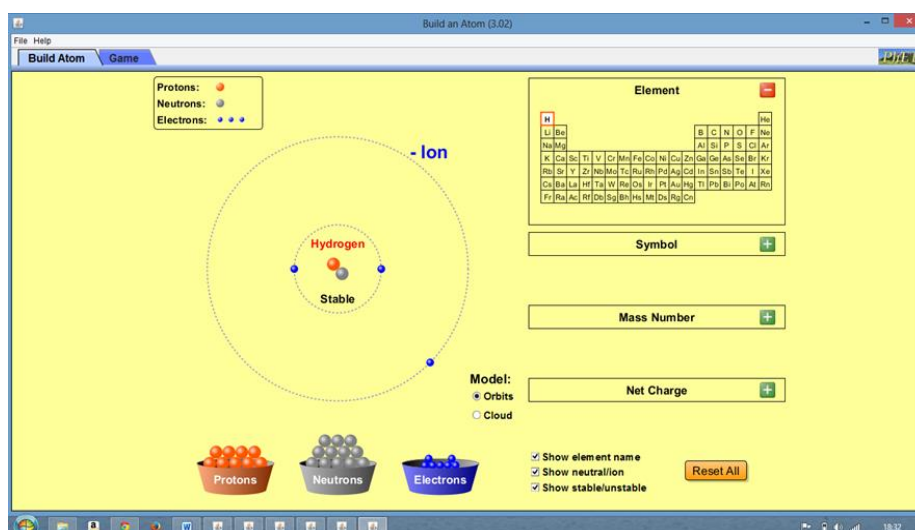 Build an Atom (3.02)
File Help
Build Atom Game
Protons:
Neutrons:
Electrons:
- Ion
Hydrogen
Stable
Element
H He
Li Be B C N O F Ne
Na Mg Al Si P S Cl Ar
K Ca Sc Ti V Cr Mn Fe Co Ni Cu Zn Ga Ge As Se Br Kr
Rb Sr Y Zr Nb Mo Tc Ru Rh Pd Ag Cd In Sn Sb Te I Xe
Cs Ba La Hf Ta W Re Os Ir Pt Au Hg Tl Pb Bi Po At Rn
Fr Ra Ac Rf Db Sg Bh Hs Mt Ds Rg Cn
Symbol
Mass Number
Net Charge
Model:
Orbits
Cloud
Protons
Neutrons
Electrons
Show element name
Show neutral/ion
Show stable/unstable
Reset All
PhET
a
W
18:32